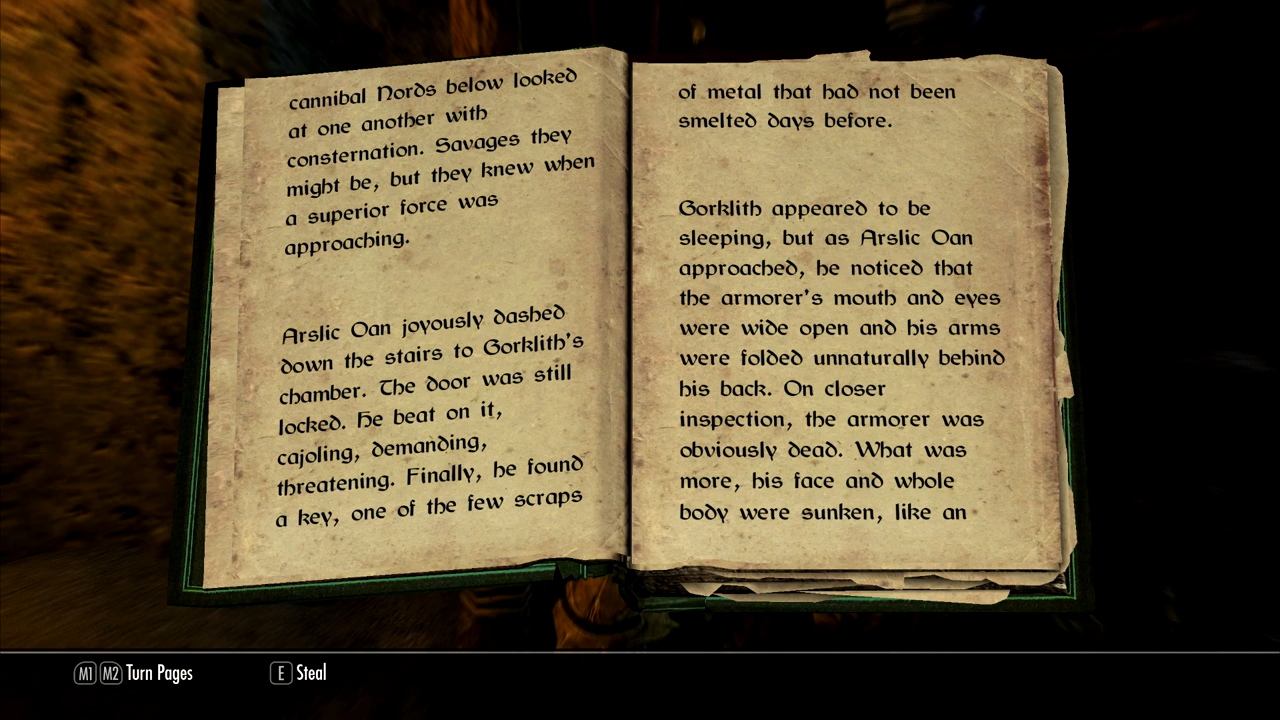 cannibal Nords below looked
at one another with
consternation. Savages they
might be, but they knew when
a superior force was
approaching.
Arslic Oan joyously dashed
down the stairs to Gorklith's
chamber. The door was still
locked. He beat on it,
cajoling, demanding,
threatening. Finally, he found
a key, one of the few scraps
of metal that had not been
smelted days before.
Gorklith appeared to be
sleeping, but as Arslic Oan
approached, he noticed that
the armorer's mouth and eyes
were wide open and his arms
were folded unnaturally behind
his back. On closer
inspection, the armorer was
obviously dead. What was
more, his face and whole
body were sunken, like an
M1 M2 Turn Pages E Steal